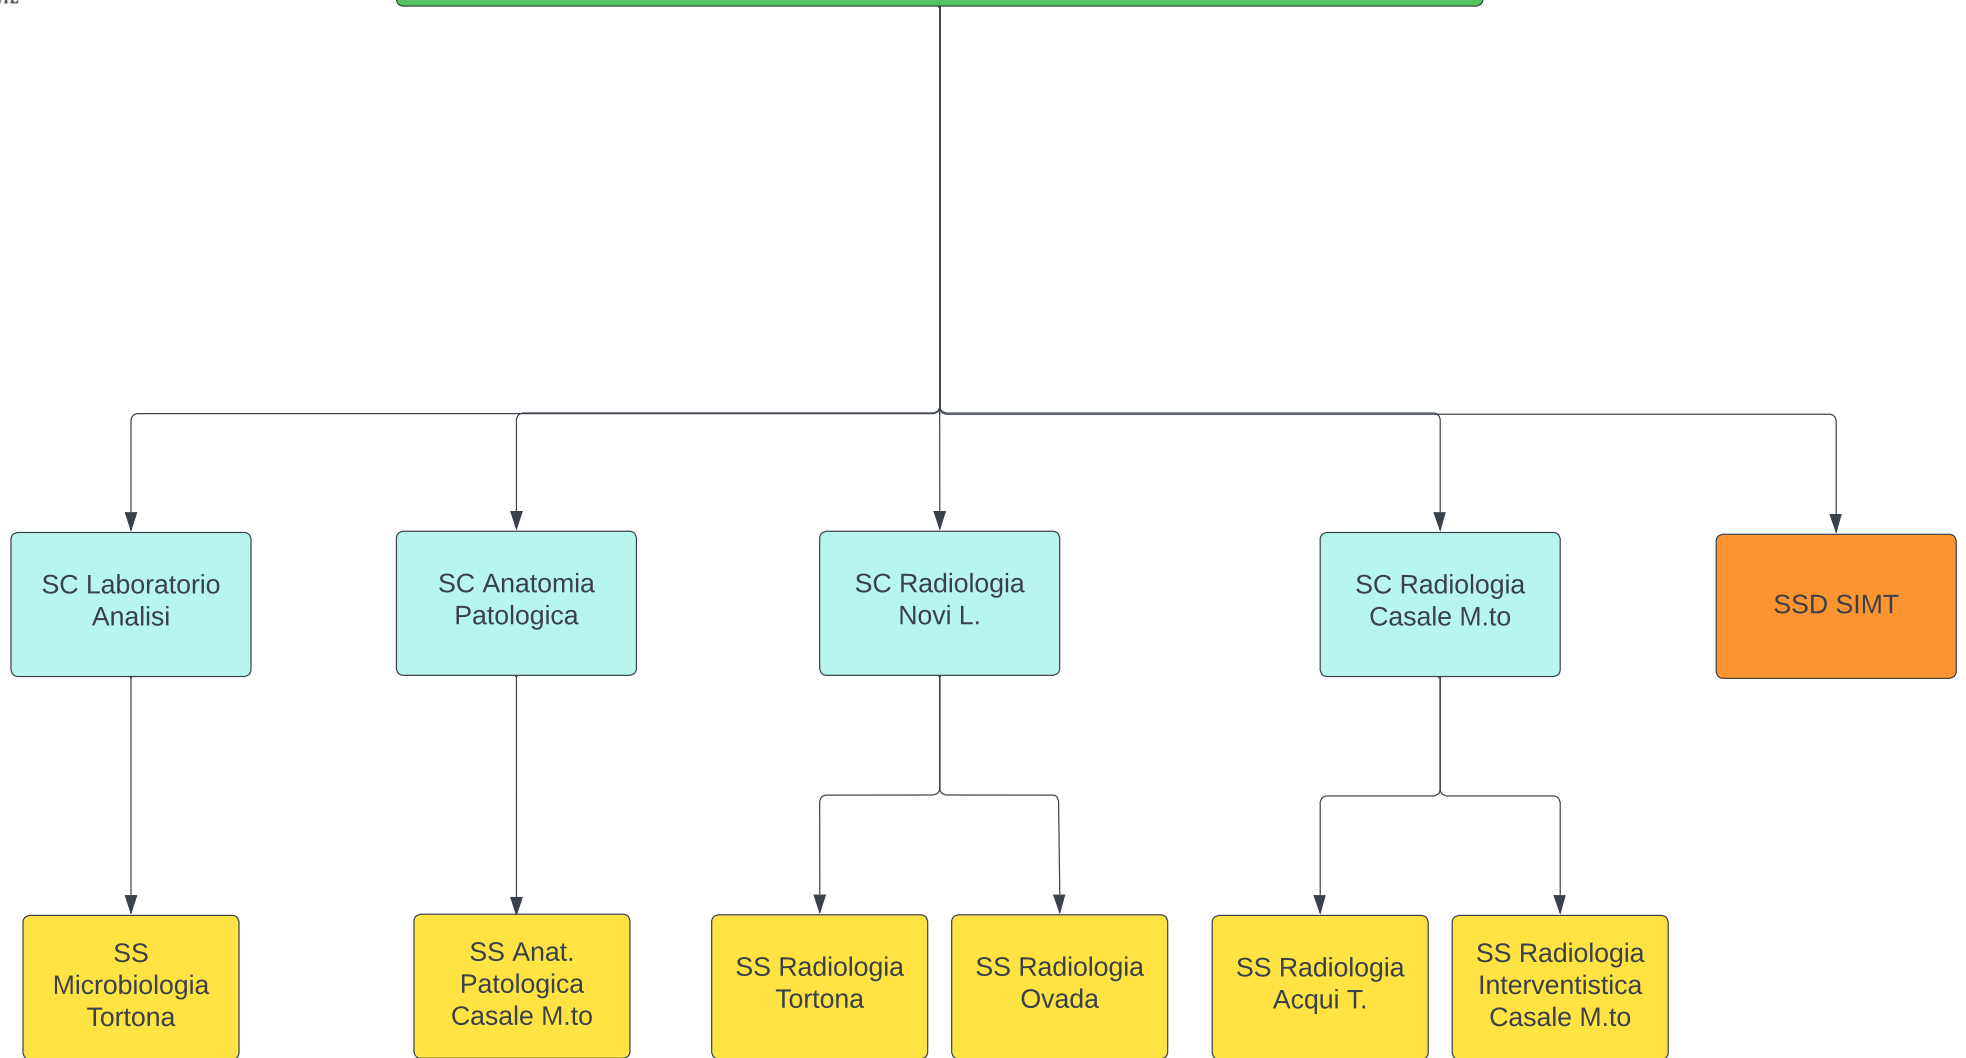 SC Laboratorio
Analisi
SC Anatomia
Patologica
SC Radiologia
Novi L.
SC Radiologia
Casale M.to
SSD SIMT
SS
Microbiologia
Tortona
SS Anat.
Patologica
Casale M.to
SS Radiologia
Tortona
SS Radiologia
Ovada
SS Radiologia
Acqui T.
SS Radiologia
Interventistica
Casale M.to